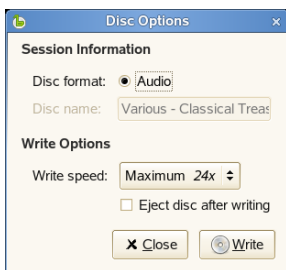 Disc Options
Session Information
Disc format: Audio
Disc name: Various - Classical Treas
Write Options
Write speed: Maximum 24x
Eject disc after writing
Close Write